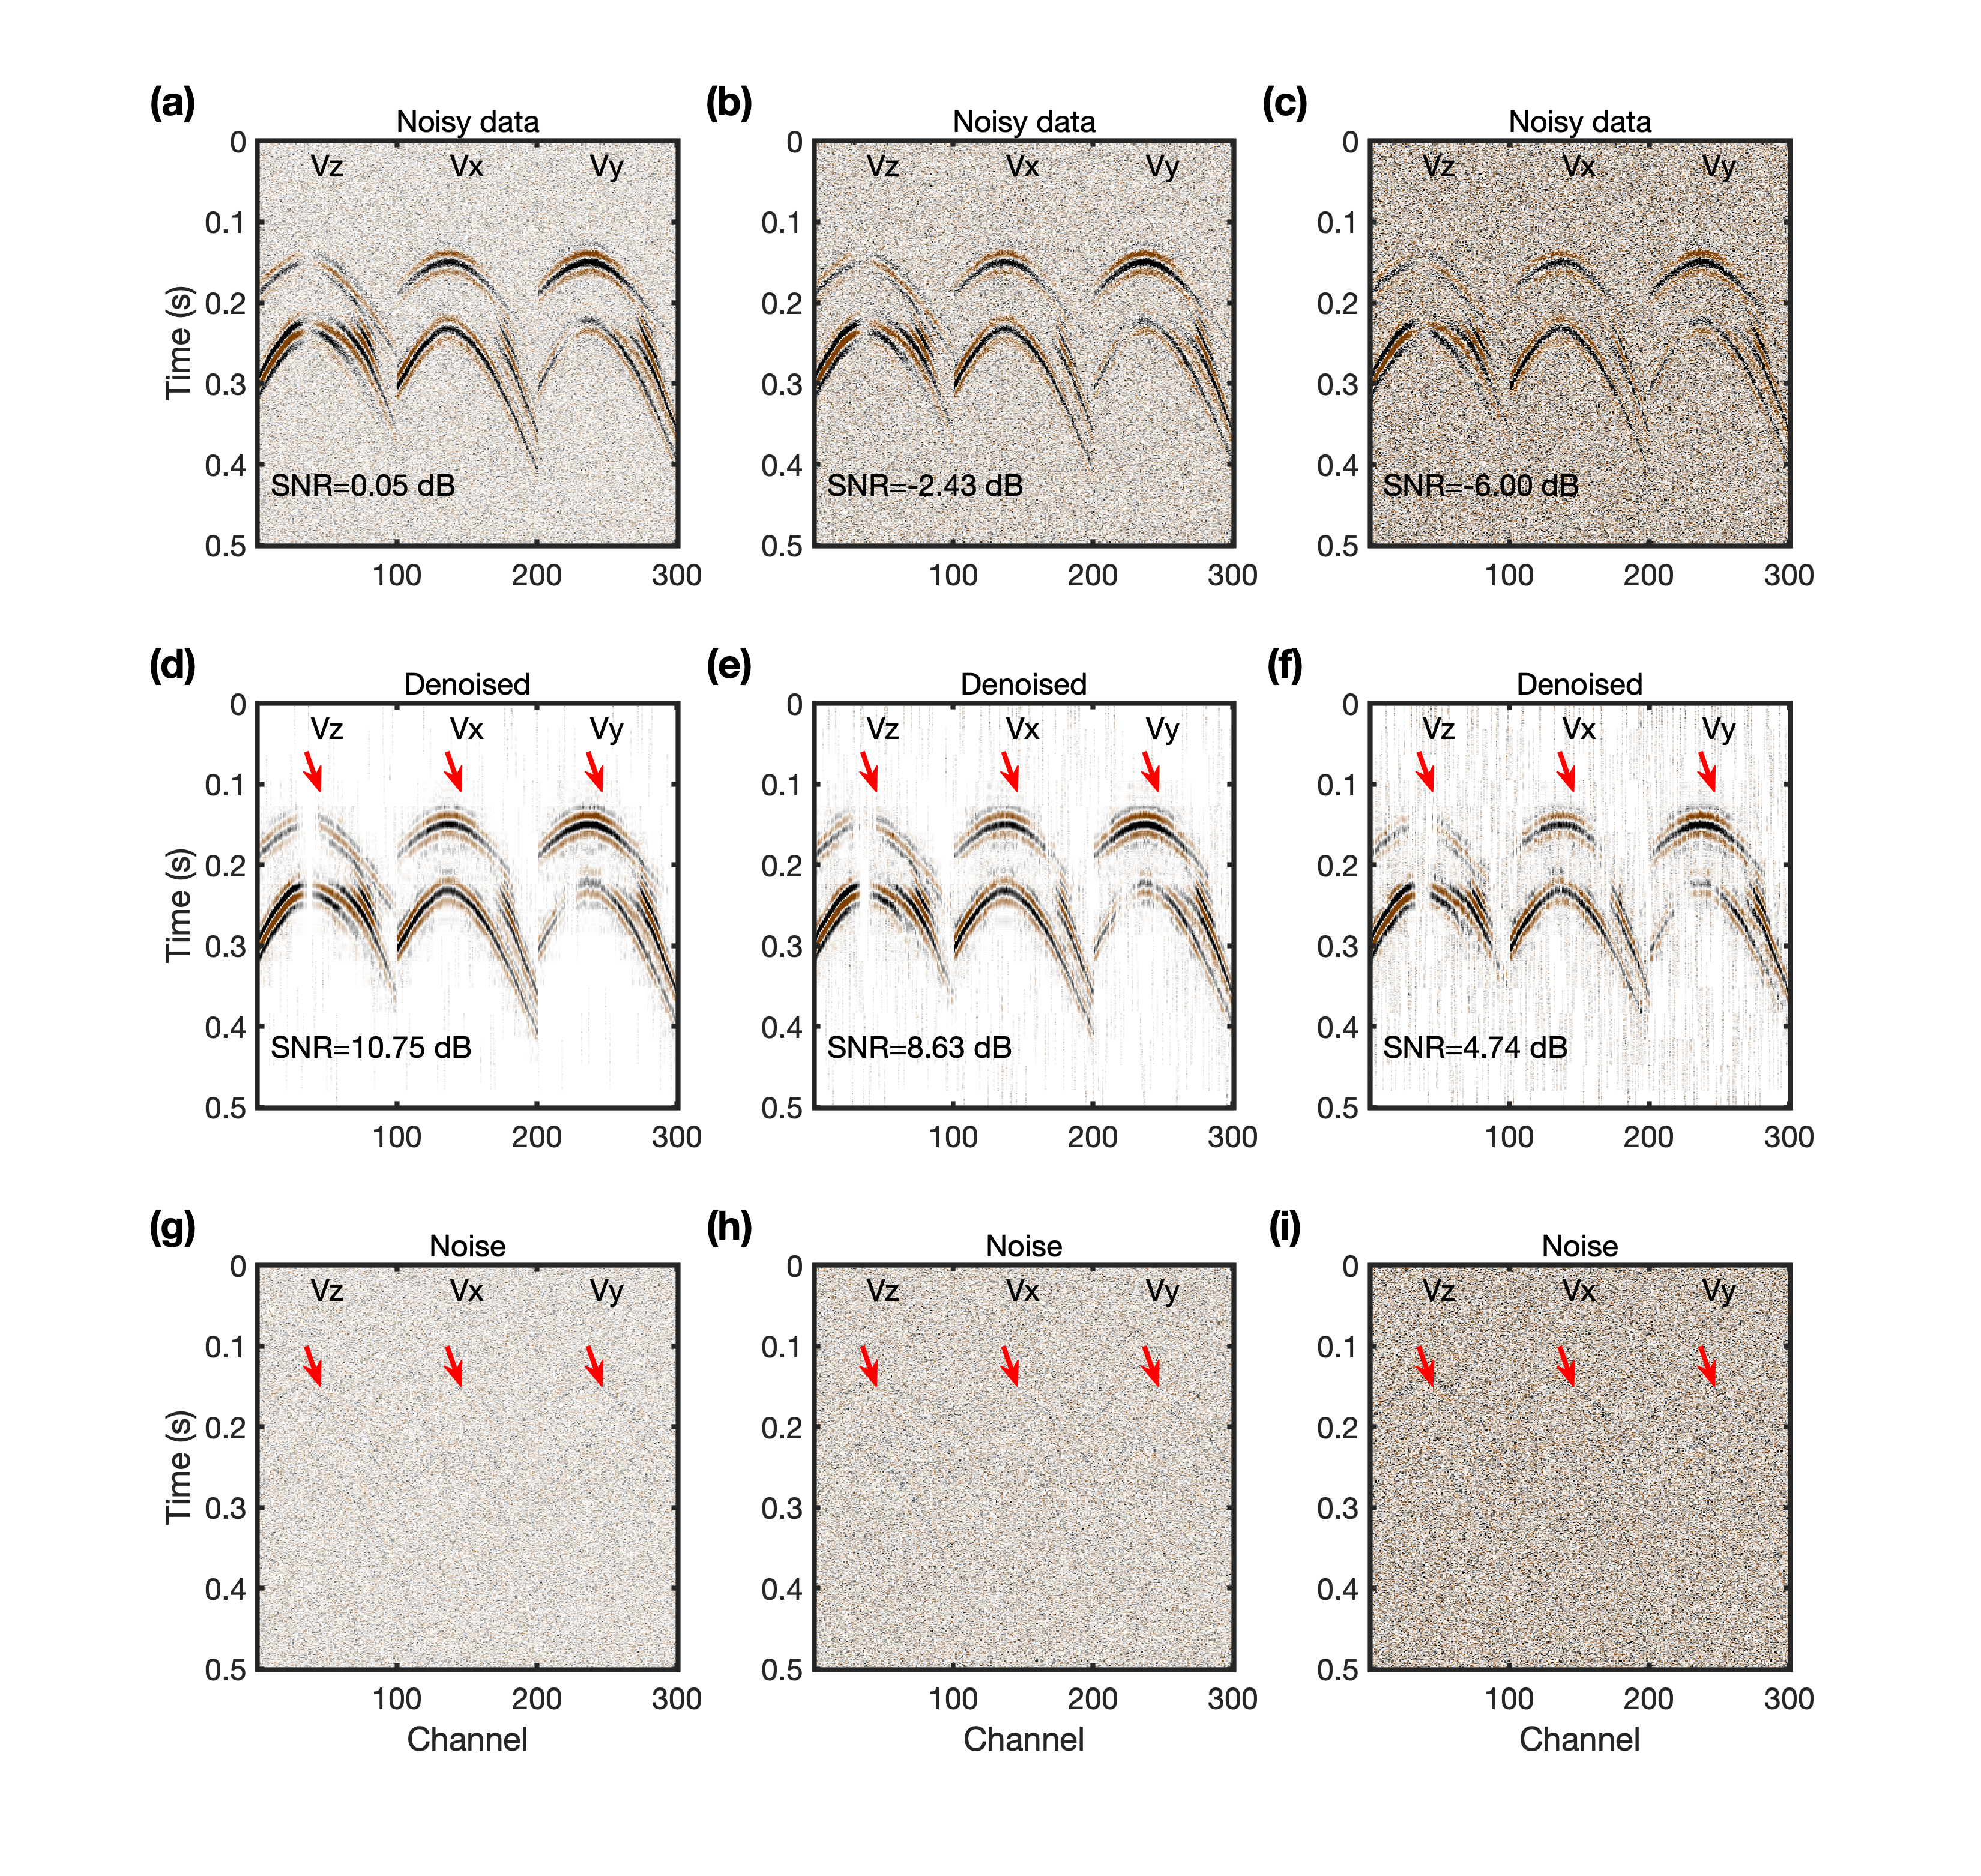 (a)
Noisy data
Vz Vx Vy
0
0.1
0.2
0.3
0.4
0.5
Time (s)
SNR=0.05 dB
100 200 300
(b)
Noisy data
Vz Vx Vy
0
0.1
0.2
0.3
0.4
0.5
SNR=-2.43 dB
100 200 300
(c)
Noisy data
Vz Vx Vy
0
0.1
0.2
0.3
0.4
0.5
SNR=-6.00 dB
100 200 300
(d)
Denoised
Vz Vx Vy
0
0.1
0.2
0.3
0.4
0.5
Time (s)
SNR=10.75 dB
100 200 300
(e)
Denoised
Vz Vx Vy
0
0.1
0.2
0.3
0.4
0.5
SNR=8.63 dB
100 200 300
(f)
Denoised
Vz Vx Vy
0
0.1
0.2
0.3
0.4
0.5
SNR=4.74 dB
100 200 300
(g)
Noise
Vz Vx Vy
0
0.1
0.2
0.3
0.4
0.5
Time (s)
100 200 300
Channel
(h)
Noise
Vz Vx Vy
0
0.1
0.2
0.3
0.4
0.5
100 200 300
Channel
(i)
Noise
Vz Vx Vy
0
0.1
0.2
0.3
0.4
0.5
100 200 300
Channel